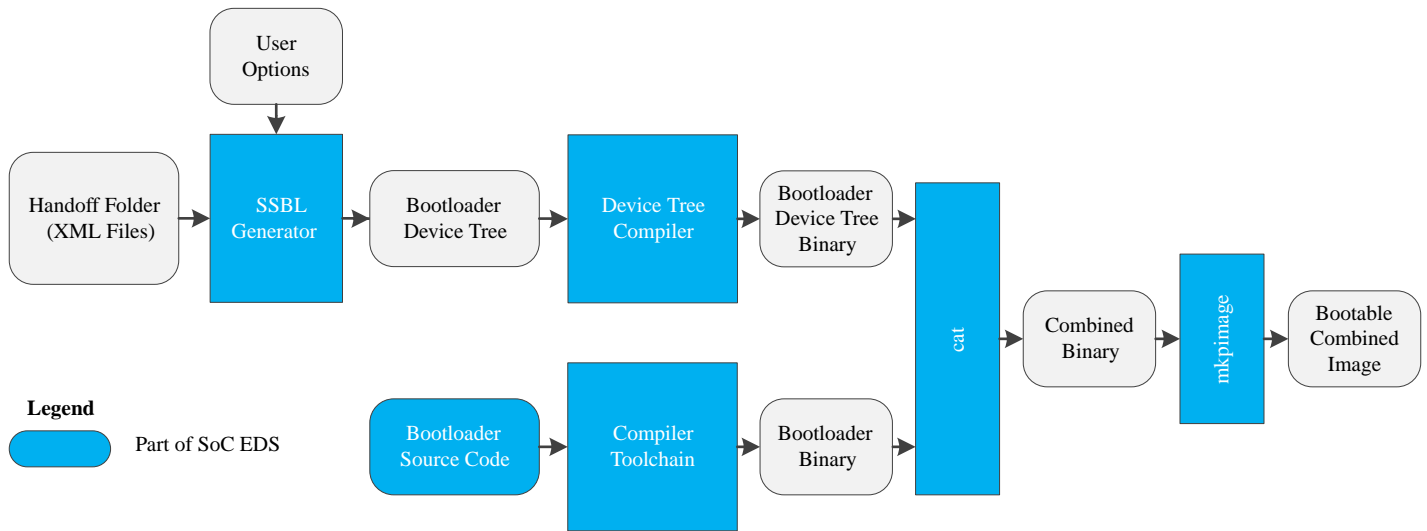 User
Options
Handoff Folder
(XML Files)
SSBL
Generator
Bootloader
Device Tree
Device Tree
Compiler
Bootloader
Device Tree
Binary
cat
Combined
Binary
mkpimage
Bootable
Combined
Image
Legend
Part of SoC EDS
Bootloader
Source Code
Compiler
Toolchain
Bootloader
Binary